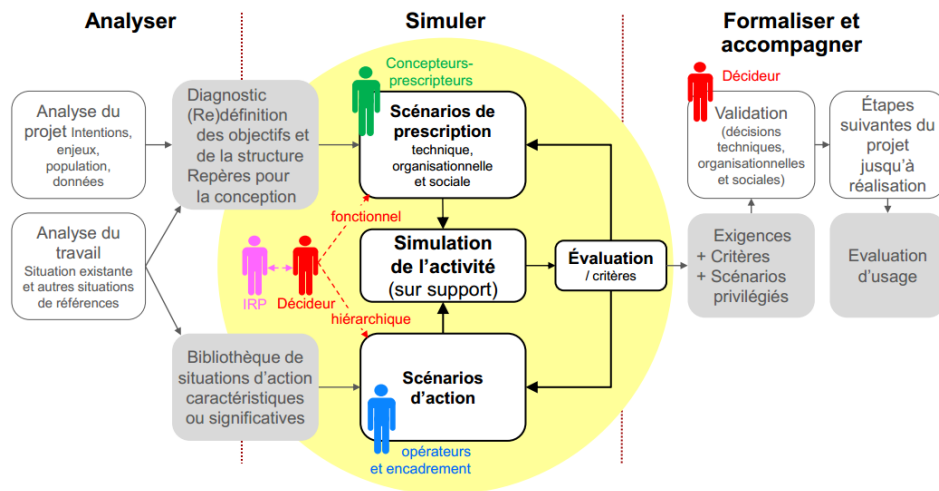 Analyser
Simuler
Formaliser et
accompagner
Analyse du
projet Intentions,
enjeux,
population,
données
Analyse du
travail
Situation existante
et autres situations
de références
Diagnostic
(Re)définition
des objectifs et
de la structure
Repères pour
la conception
Bibliothèque de
situations d’action
caractéristiques
ou significatives
Concepteurs-
prescripteurs
Scénarios de
prescription
technique,
organisationnelle
et sociale
fonctionnel
IRP
Décideur
hiérarchique
Simulation
de l’activité
(sur support)
Évaluation
/ critères
Scénarios
d’action
opérateurs
et encadrement
Décideur
Validation
(décisions
techniques,
organisationnelles
et sociales)
Étapes
suivantes du
projet
jusqu’à
réalisation
Exigences
+ Critères
+ Scénarios
privilégiés
Evaluation
d’usage